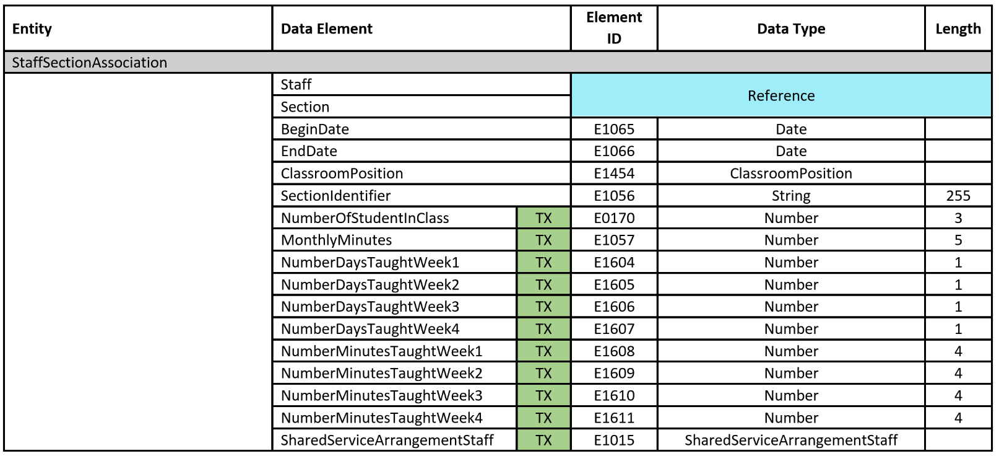 Entity Data Element Element ID Data Type Length
StaffSectionAssociation
Staff Reference
Section
BeginDate E1065 Date
EndDate E1066 Date
ClassroomPosition E1454 ClassroomPosition
SectionIdentifier E1056 String 255
NumberOfStudentInClass TX E0170 Number 3
MonthlyMinutes TX E1057 Number 5
NumberDaysTaughtWeek1 TX E1604 Number 1
NumberDaysTaughtWeek2 TX E1605 Number 1
NumberDaysTaughtWeek3 TX E1606 Number 1
NumberDaysTaughtWeek4 TX E1607 Number 1
NumberMinutesTaughtWeek1 TX E1608 Number 4
NumberMinutesTaughtWeek2 TX E1609 Number 4
NumberMinutesTaughtWeek3 TX E1610 Number 4
NumberMinutesTaughtWeek4 TX E1611 Number 4
SharedServiceArrangementStaff TX E1015 SharedServiceArrangementStaff